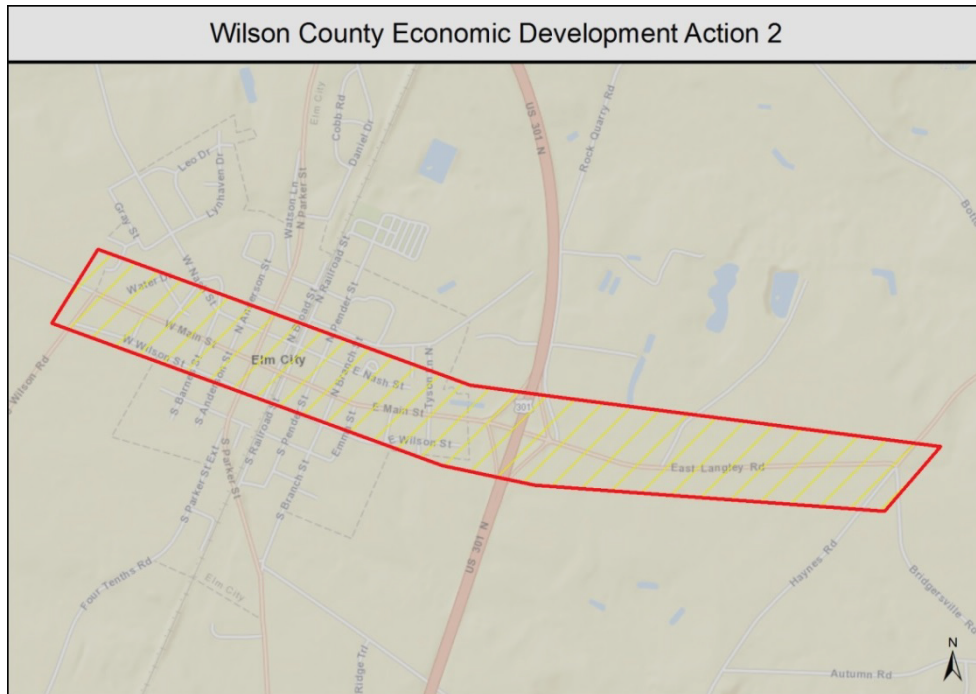 Wilson County Economic Development Action 2
Elm City
Cobb Rd
Daniel Dr
US 301 N
Rock Quarry Rd
Leo Dr
Lynhaven Dr
Watson Ln
N Parker St
Gray St
W Nash St
N Anderson St
N Railroad St
N Broad St
N Pender St
W Main St
W Wilson St
Elm City
N Branch St
E Nash St
Tyson Ln N
301
S Barnes St
S Anderson St
E Main St
S Railroad St
S Pender St
Emma St
E Wilson St
East Langley Rd
S Parker St Ext
S Parker St
S Branch St
US 301 N
Four Tenths Rd
Elm City
Haynes Rd
Bridgersville Rd
Ridge Trl
Autumn Rd
N